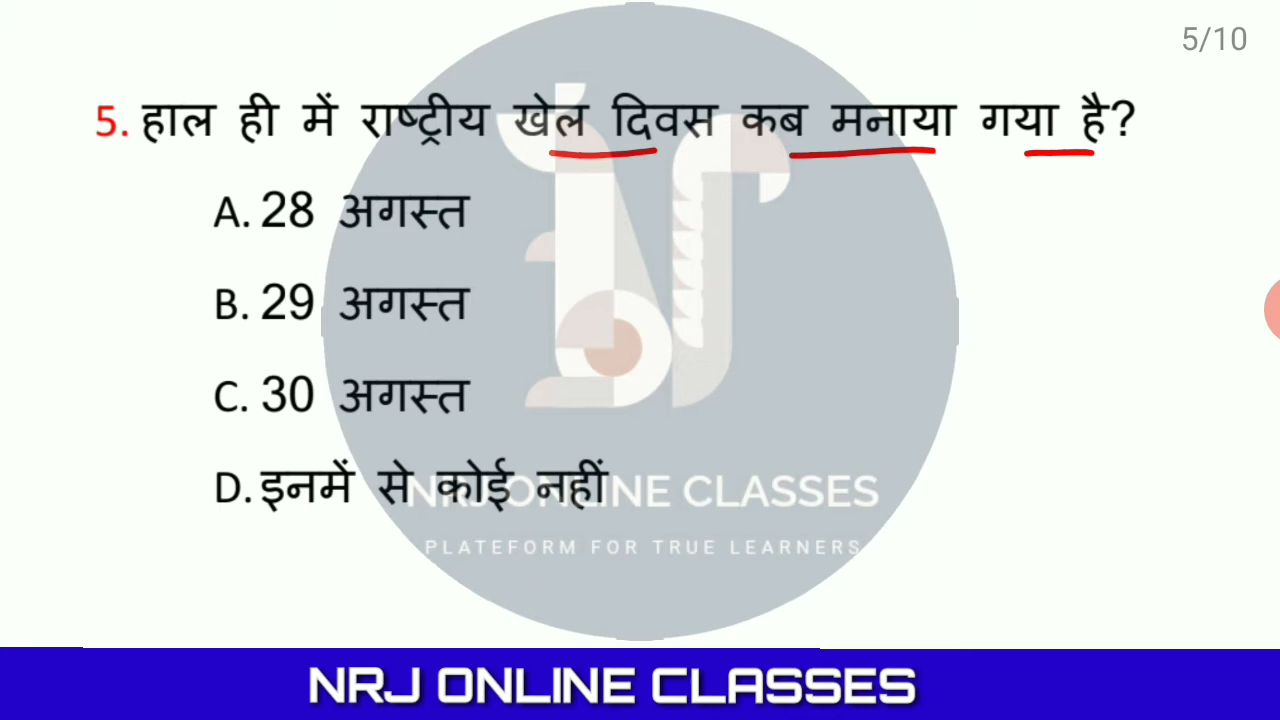 5/10
5. हाल ही में राष्ट्रीय खेल दिवस कब मनाया गया है?
A. 28 अगस्त
B. 29 अगस्त
C. 30 अगस्त
D. इनमें से कोई नहीं
NRJ ONLINE CLASSES
PLATEFORM FOR TRUE LEARNERS
NRJ ONLINE CLASSES